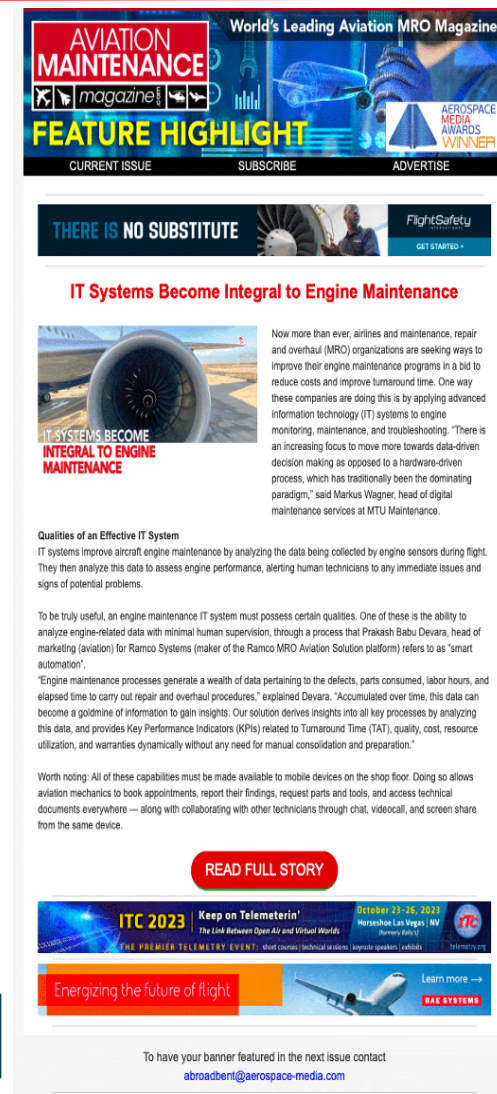 World's Leading Aviation MRO Magazine
AVIATION
MAINTENANCE
magazine
FEATURE HIGHLIGHT
AEROSPACE
MEDIA
AWARDS
WINNER
CURRENT ISSUE SUBSCRIBE ADVERTISE
THERE IS NO SUBSTITUTE
FlightSafety
INTERNATIONAL
GET STARTED
IT Systems Become Integral to Engine Maintenance
IT SYSTEMS BECOME
INTEGRAL TO ENGINE
MAINTENANCE
Now more than ever, airlines and maintenance, repair
and overhaul (MRO) organizations are seeking ways to
improve their engine maintenance programs in a bid to
reduce costs and improve turnaround time. One way
these companies are doing this is by applying advanced
information technology (IT) systems to engine
monitoring, maintenance, and troubleshooting. "There is
an increasing focus to move more towards data-driven
decision making as opposed to a hardware-driven
process, which has traditionally been the dominating
paradigm," said Markus Wagner, head of digital
maintenance services at MTU Maintenance.
Qualities of an Effective IT System
IT systems improve aircraft engine maintenance by analyzing the data being collected by engine sensors during flight.
They then analyze this data to assess engine performance, alerting human technicians to any immediate issues and
signs of potential problems.
To be truly useful, an engine maintenance IT system must possess certain qualities. One of these is the ability to
analyze engine-related data with minimal human supervision, through a process that Prakash Babu Devara, head of
marketing (aviation) for Ramco Systems (maker of the Ramco MRO Aviation Solution platform) refers to as "smart
automation".
"Engine maintenance processes generate a wealth of data pertaining to the defects, parts consumed, labor hours, and
elapsed time to carry out repair and overhaul procedures," explained Devara. "Accumulated over time, this data can
become a goldmine of information to gain insights. Our solution derives insights into all key processes by analyzing
this data, and provides Key Performance Indicators (KPIs) related to Turnaround Time (TAT), quality, cost, resource
utilization, and warranties dynamically without any need for manual consolidation and preparation."
Worth noting: All of these capabilities must be made available to mobile devices on the shop floor. Doing so allows
aviation mechanics to book appointments, report their findings, request parts and tools, and access technical
documents everywhere — along with collaborating with other technicians through chat, videocall, and screen share
from the same device.
READ FULL STORY
ITC 2023
Keep on Telemeterin'
The Link Between Open Air and Virtual Worlds
October 23-26, 2023
Horseshoe Las Vegas | NV
(formerly Bally's)
ITC
THE PREMIER TELEMETRY EVENT: short courses | technical sessions | keynote speakers | exhibits
telemetry.org
Energizing the future of flight
Learn more →
BAE SYSTEMS
To have your banner featured in the next issue contact
abroadbent@aerospace-media.com